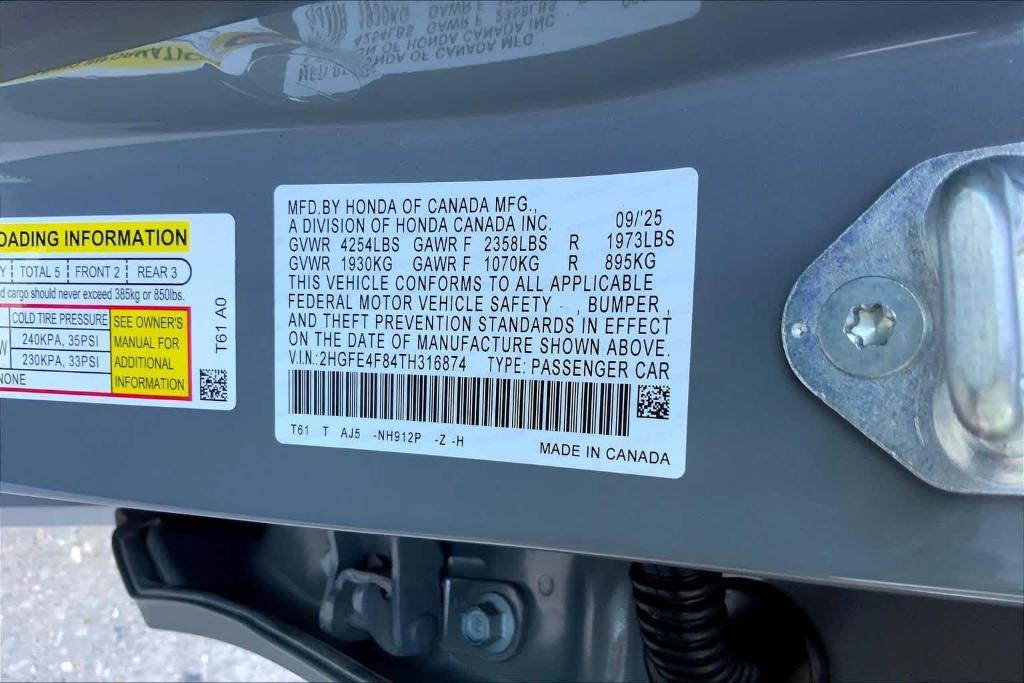 OADING INFORMATION
Y TOTAL 5 FRONT 2 REAR 3
d cargo should never exceed 385kg or 850lbs.
COLD TIRE PRESSURE
240KPA, 35PSI
230KPA, 33PSI
NONE
SEE OWNER'S
MANUAL FOR
ADDITIONAL
INFORMATION
T61 A0
MFD.BY HONDA OF CANADA MFG.,
A DIVISION OF HONDA CANADA INC. 09/'25
GVWR 4254LBS GAWR F 2358LBS R 1973LBS
GVWR 1930KG GAWR F 1070KG R 895KG
THIS VEHICLE CONFORMS TO ALL APPLICABLE
FEDERAL MOTOR VEHICLE SAFETY - , BUMPER ,
AND THEFT PREVENTION STANDARDS IN EFFECT
ON THE DATE OF MANUFACTURE SHOWN ABOVE.
V.I.N:2HGFE4F84TH316874 TYPE: PASSENGER CAR
T61 T AJ5 -NH912P -Z -H
MADE IN CANADA